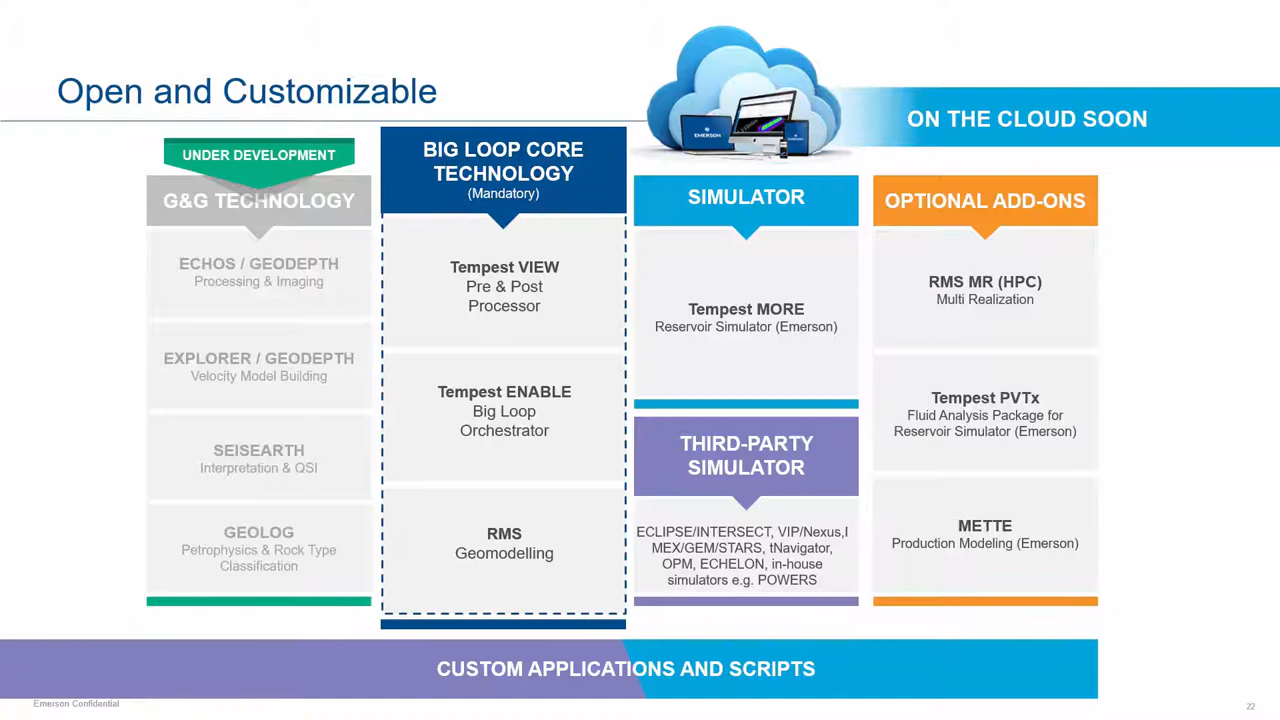 Open and Customizable
EMERSON
EMERSON
ON THE CLOUD SOON
UNDER DEVELOPMENT
G&G TECHNOLOGY
ECHOS / GEODEPTH
Processing & Imaging
EXPLORER / GEODEPTH
Velocity Model Building
SEISEARTH
Interpretation & QSI
GEOLOG
Petrophysics & Rock Type
Classification
BIG LOOP CORE
TECHNOLOGY
(Mandatory)
Tempest VIEW
Pre & Post
Processor
Tempest ENABLE
Big Loop
Orchestrator
RMS
Geomodelling
SIMULATOR
Tempest MORE
Reservoir Simulator (Emerson)
THIRD-PARTY
SIMULATOR
ECLIPSE/INTERSECT, VIP/Nexus,I
MEX/GEM/STARS, tNavigator,
OPM, ECHELON, in-house
simulators e.g. POWERS
OPTIONAL ADD-ONS
RMS MR (HPC)
Multi Realization
Tempest PVTx
Fluid Analysis Package for
Reservoir Simulator (Emerson)
METTE
Production Modeling (Emerson)
CUSTOM APPLICATIONS AND SCRIPTS
Emerson Confidential
22